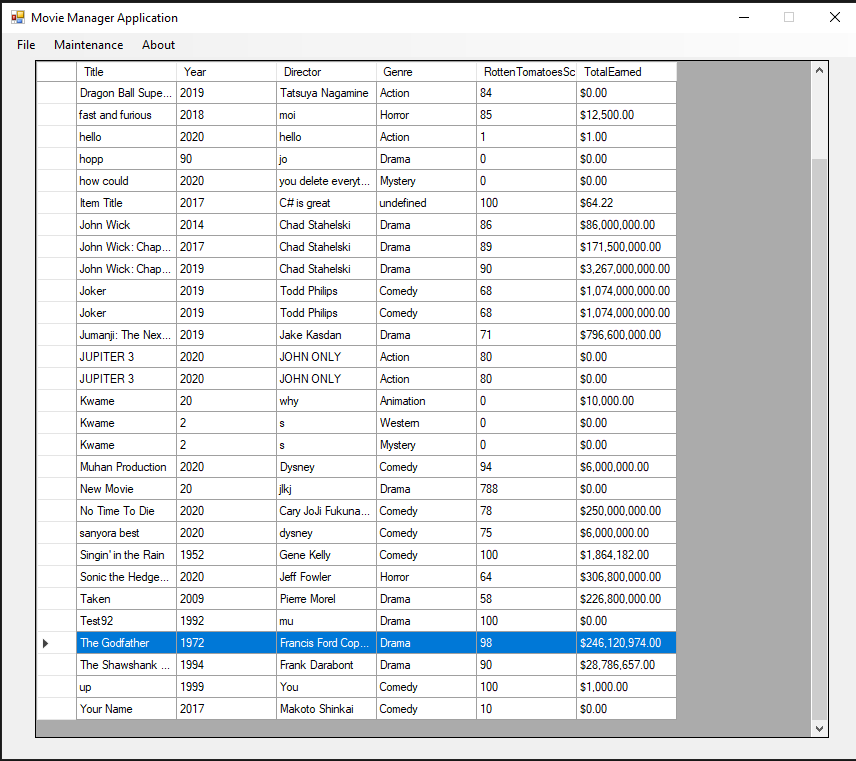 Movie Manager Application
File Maintenance About
Title Year Director Genre RottenTomatoesSc TotalEarned
Dragon Ball Supe... 2019 Tatsuya Nagamine Action 84 $0.00
fast and furious 2018 moi Horror 85 $12,500.00
hello 2020 hello Action 1 $1.00
hopp 90 jo Drama 0 $0.00
how could 2020 you delete everyt... Mystery 0 $0.00
Item Title 2017 C# is great undefined 100 $64.22
John Wick 2014 Chad Stahelski Drama 86 $86,000,000.00
John Wick: Chap... 2017 Chad Stahelski Drama 89 $171,500,000.00
John Wick: Chap... 2019 Chad Stahelski Drama 90 $3,267,000,000.00
Joker 2019 Todd Philips Comedy 68 $1,074,000,000.00
Joker 2019 Todd Philips Comedy 68 $1,074,000,000.00
Jumanji: The Nex... 2019 Jake Kasdan Drama 71 $796,600,000.00
JUPITER 3 2020 JOHN ONLY Action 80 $0.00
JUPITER 3 2020 JOHN ONLY Action 80 $0.00
Kwame 20 why Animation 0 $10,000.00
Kwame 2 s Western 0 $0.00
Kwame 2 s Mystery 0 $0.00
Muhan Production 2020 Dysney Comedy 94 $6,000,000.00
New Movie 20 jlkj Drama 788 $0.00
No Time To Die 2020 Cary JoJi Fukuna... Comedy 78 $250,000,000.00
sanyora best 2020 dysney Comedy 75 $6,000,000.00
Singin' in the Rain 1952 Gene Kelly Comedy 100 $1,864,182.00
Sonic the Hedge... 2020 Jeff Fowler Horror 64 $306,800,000.00
Taken 2009 Pierre Morel Drama 58 $226,800,000.00
Test92 1992 mu Drama 100 $0.00
The Godfather 1972 Francis Ford Cop... Drama 98 $246,120,974.00
The Shawshank ... 1994 Frank Darabont Drama 90 $28,786,657.00
up 1999 You Comedy 100 $1,000.00
Your Name 2017 Makoto Shinkai Comedy 10 $0.00